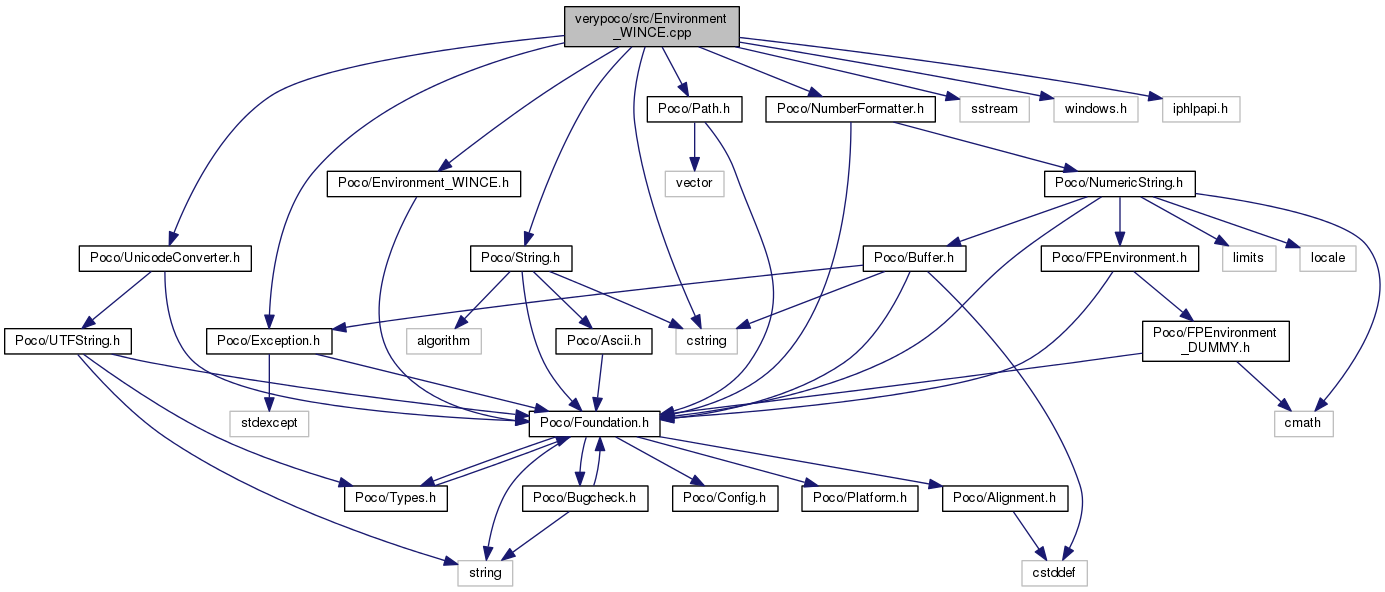 verypoco/src/Environment
_WINCE.cpp
Poco/Path.h
Poco/NumberFormatter.h
sstream
windows.h
iphlpapi.h
Poco/Environment_WINCE.h
vector
Poco/NumericString.h
Poco/UnicodeConverter.h
Poco/String.h
Poco/Buffer.h
Poco/FPEnvironment.h
limits
locale
Poco/UTFString.h
Poco/Exception.h
algorithm
Poco/Ascii.h
cstring
Poco/FPEnvironment
_DUMMY.h
stdexcept
Poco/Foundation.h
cmath
Poco/Types.h
Poco/Bugcheck.h
Poco/Config.h
Poco/Platform.h
Poco/Alignment.h
string
cstddef